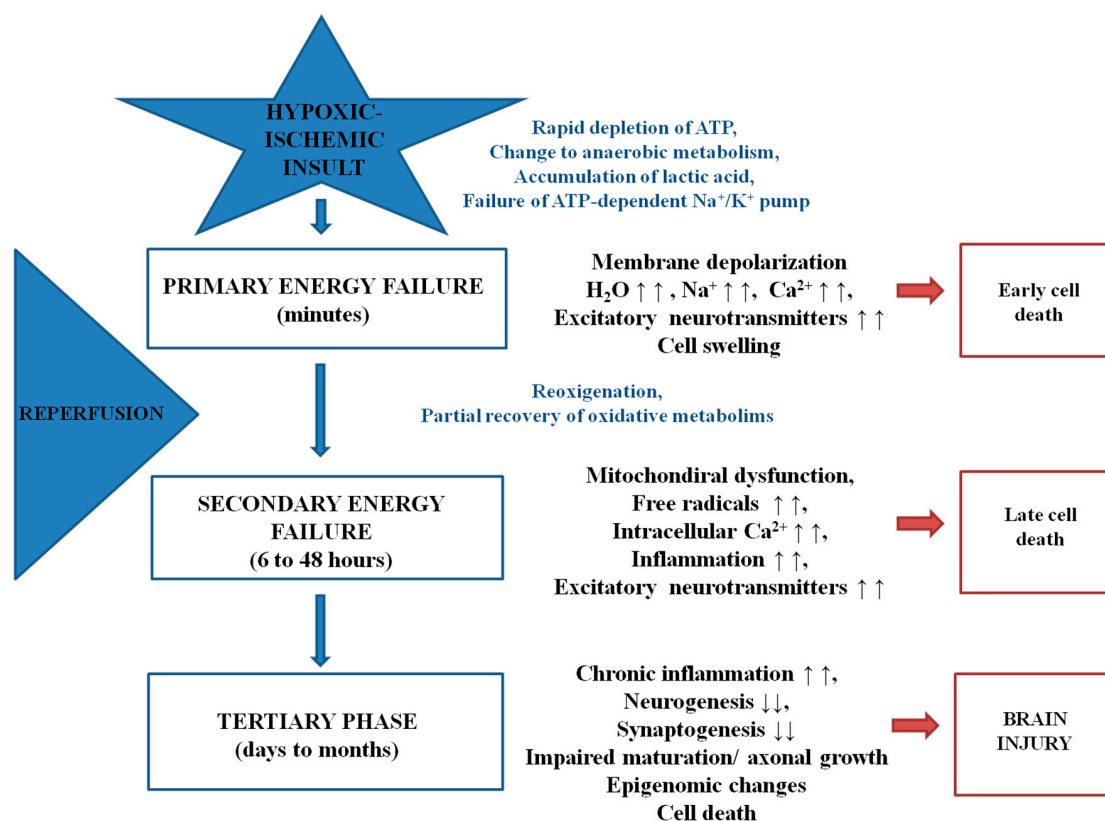 HYPOXIC-
ISCHEMIC
INSULT
Rapid depletion of ATP,
Change to anaerobic metabolism,
Accumulation of lactic acid,
Failure of ATP-dependent Na⁺/K⁺ pump
PRIMARY ENERGY FAILURE
(minutes)
Membrane depolarization
H₂O ↑ ↑ , Na⁺ ↑ ↑, Ca²⁺ ↑ ↑,
Excitatory neurotransmitters ↑ ↑
Cell swelling
Early cell
death
REPERFUSION
Reoxigenation,
Partial recovery of oxidative metabolims
SECONDARY ENERGY
FAILURE
(6 to 48 hours)
Mitochondiral dysfunction,
Free radicals ↑ ↑,
Intracellular Ca²⁺ ↑ ↑,
Inflammation ↑ ↑,
Excitatory neurotransmitters ↑ ↑
Late cell
death
TERTIARY PHASE
(days to months)
Chronic inflammation ↑ ↑,
Neurogenesis ↓↓,
Synaptogenesis ↓↓
Impaired maturation/ axonal growth
Epigenomic changes
Cell death
BRAIN
INJURY